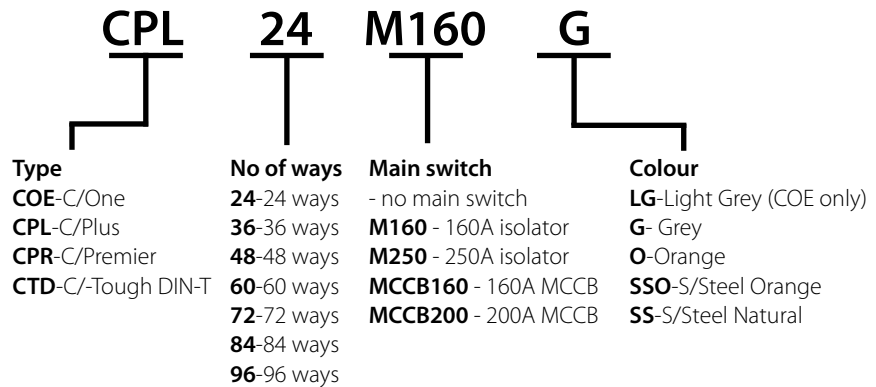 CPL 24 M160 G
Type
COE-C/One
CPL-C/Plus
CPR-C/Premier
CTD-C/-Tough DIN-T
No of ways
24-24 ways
36-36 ways
48-48 ways
60-60 ways
72-72 ways
84-84 ways
96-96 ways
Main switch
- no main switch
M160 - 160A isolator
M250 - 250A isolator
MCCB160 - 160A MCCB
MCCB200 - 200A MCCB
Colour
LG-Light Grey (COE only)
G- Grey
O-Orange
SSO-S/Steel Orange
SS-S/Steel Natural